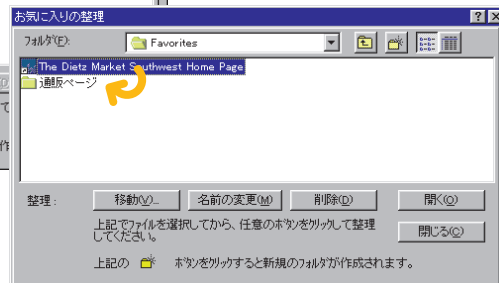 お気に入りの整理
フォルダ(F):
Favorites
The Dietz Market Southwest Home Page
通販ページ
整理:
移動(V)...
名前の変更(M)
削除(D)
開く(O)
上記でファイルを選択してから、任意のボタンをクリックして整理
してください。
閉じる(C)
上記の ボタンをクリックすると新規のフォルダが作成されます。